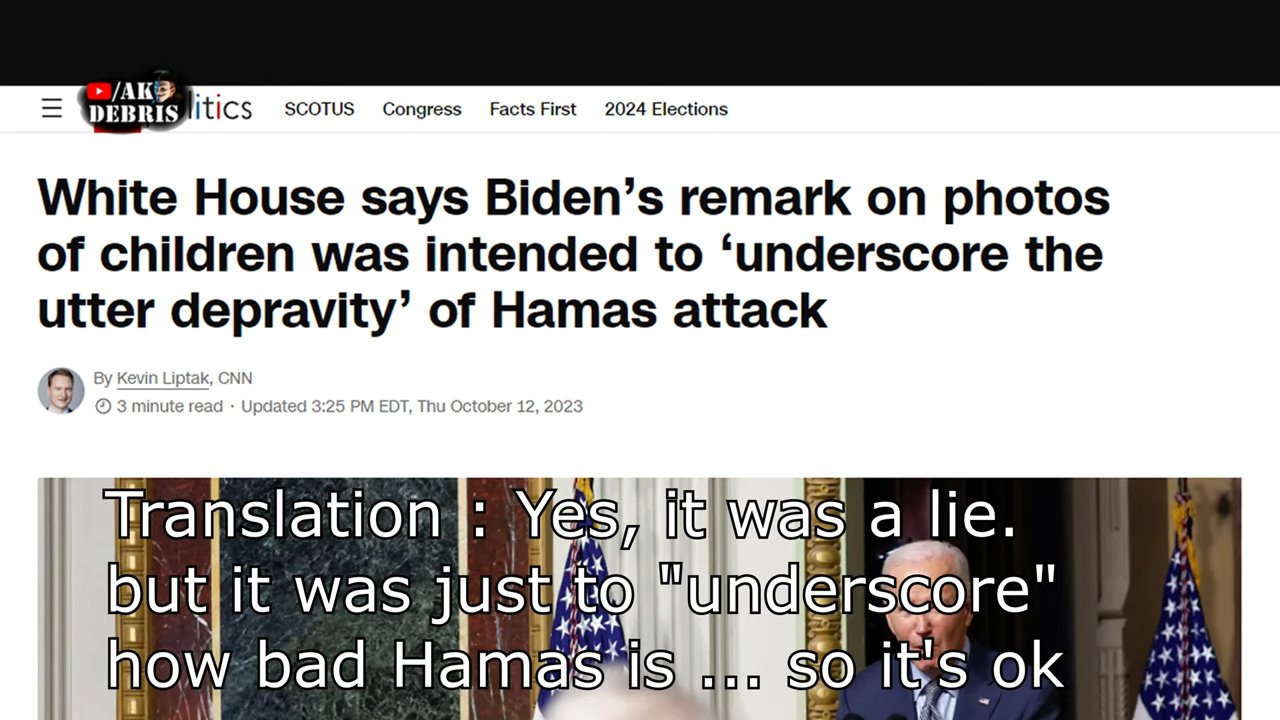 /AK
DEBRIS
litics SCOTUS Congress Facts First 2024 Elections
White House says Biden’s remark on photos
of children was intended to ‘underscore the
utter depravity’ of Hamas attack
By Kevin Liptak, CNN
3 minute read · Updated 3:25 PM EDT, Thu October 12, 2023
Translation : Yes, it was a lie.
but it was just to "underscore"
how bad Hamas is ... so it's ok